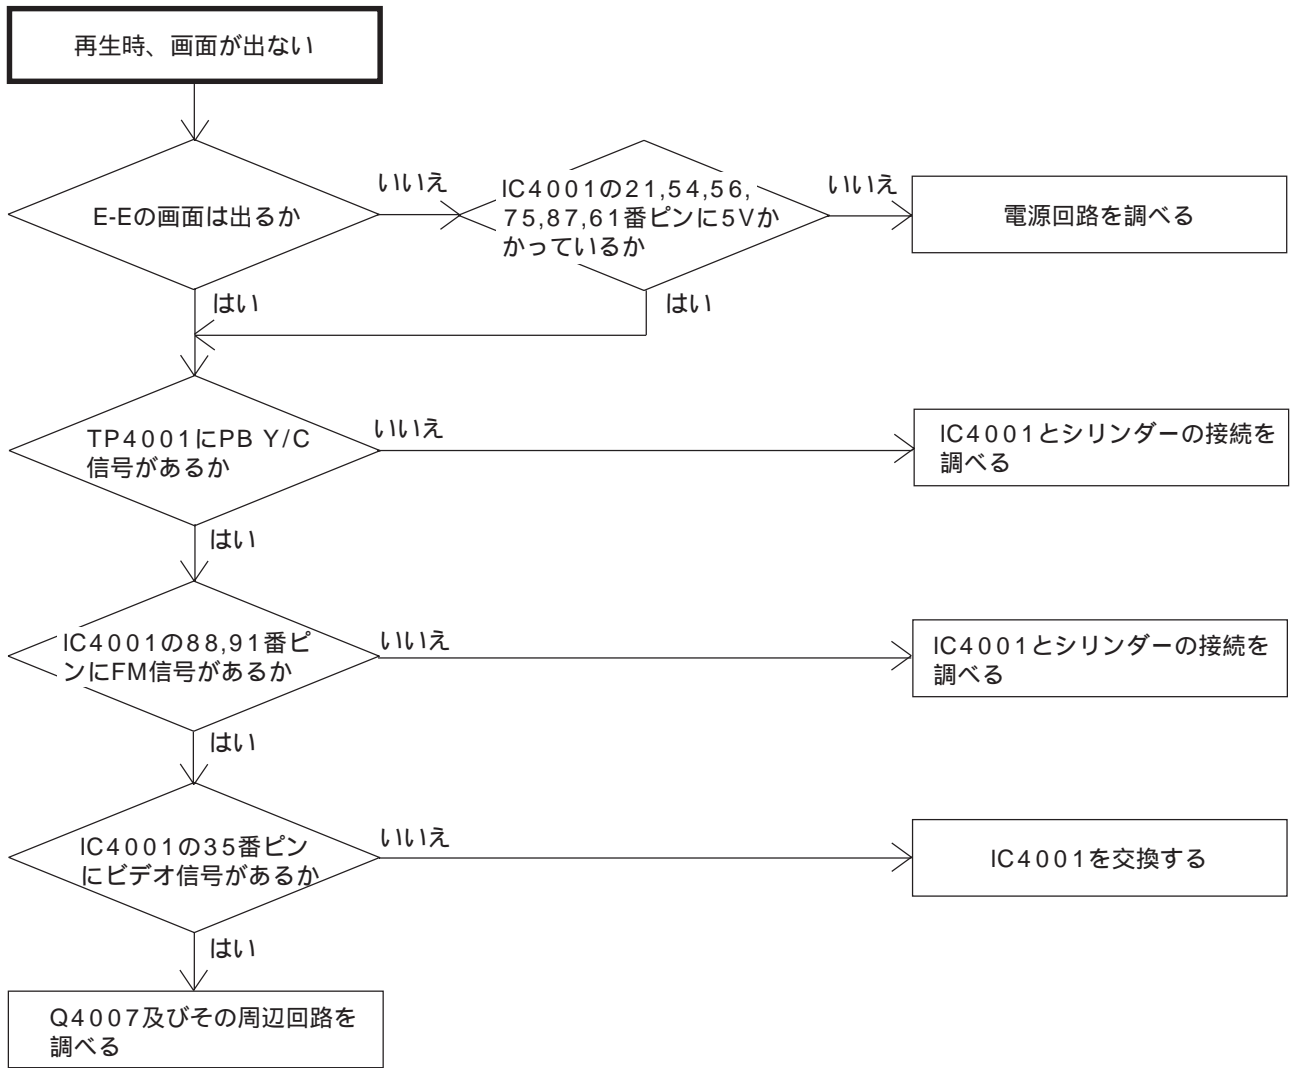 再生時、画面が出ない
E-Eの画面は出るか
いいえ
IC4001の21,54,56,
75,87,61番ピンに5Vか
かっているか
いいえ
電源回路を調べる
はい
はい
TP4001にPB Y/C
信号があるか
いいえ
IC4001とシリンダーの接続を
調べる
はい
IC4001の88,91番ピ
ンにFM信号があるか
いいえ
IC4001とシリンダーの接続を
調べる
はい
IC4001の35番ピン
にビデオ信号があるか
いいえ
IC4001を交換する
はい
Q4007及びその周辺回路を
調べる